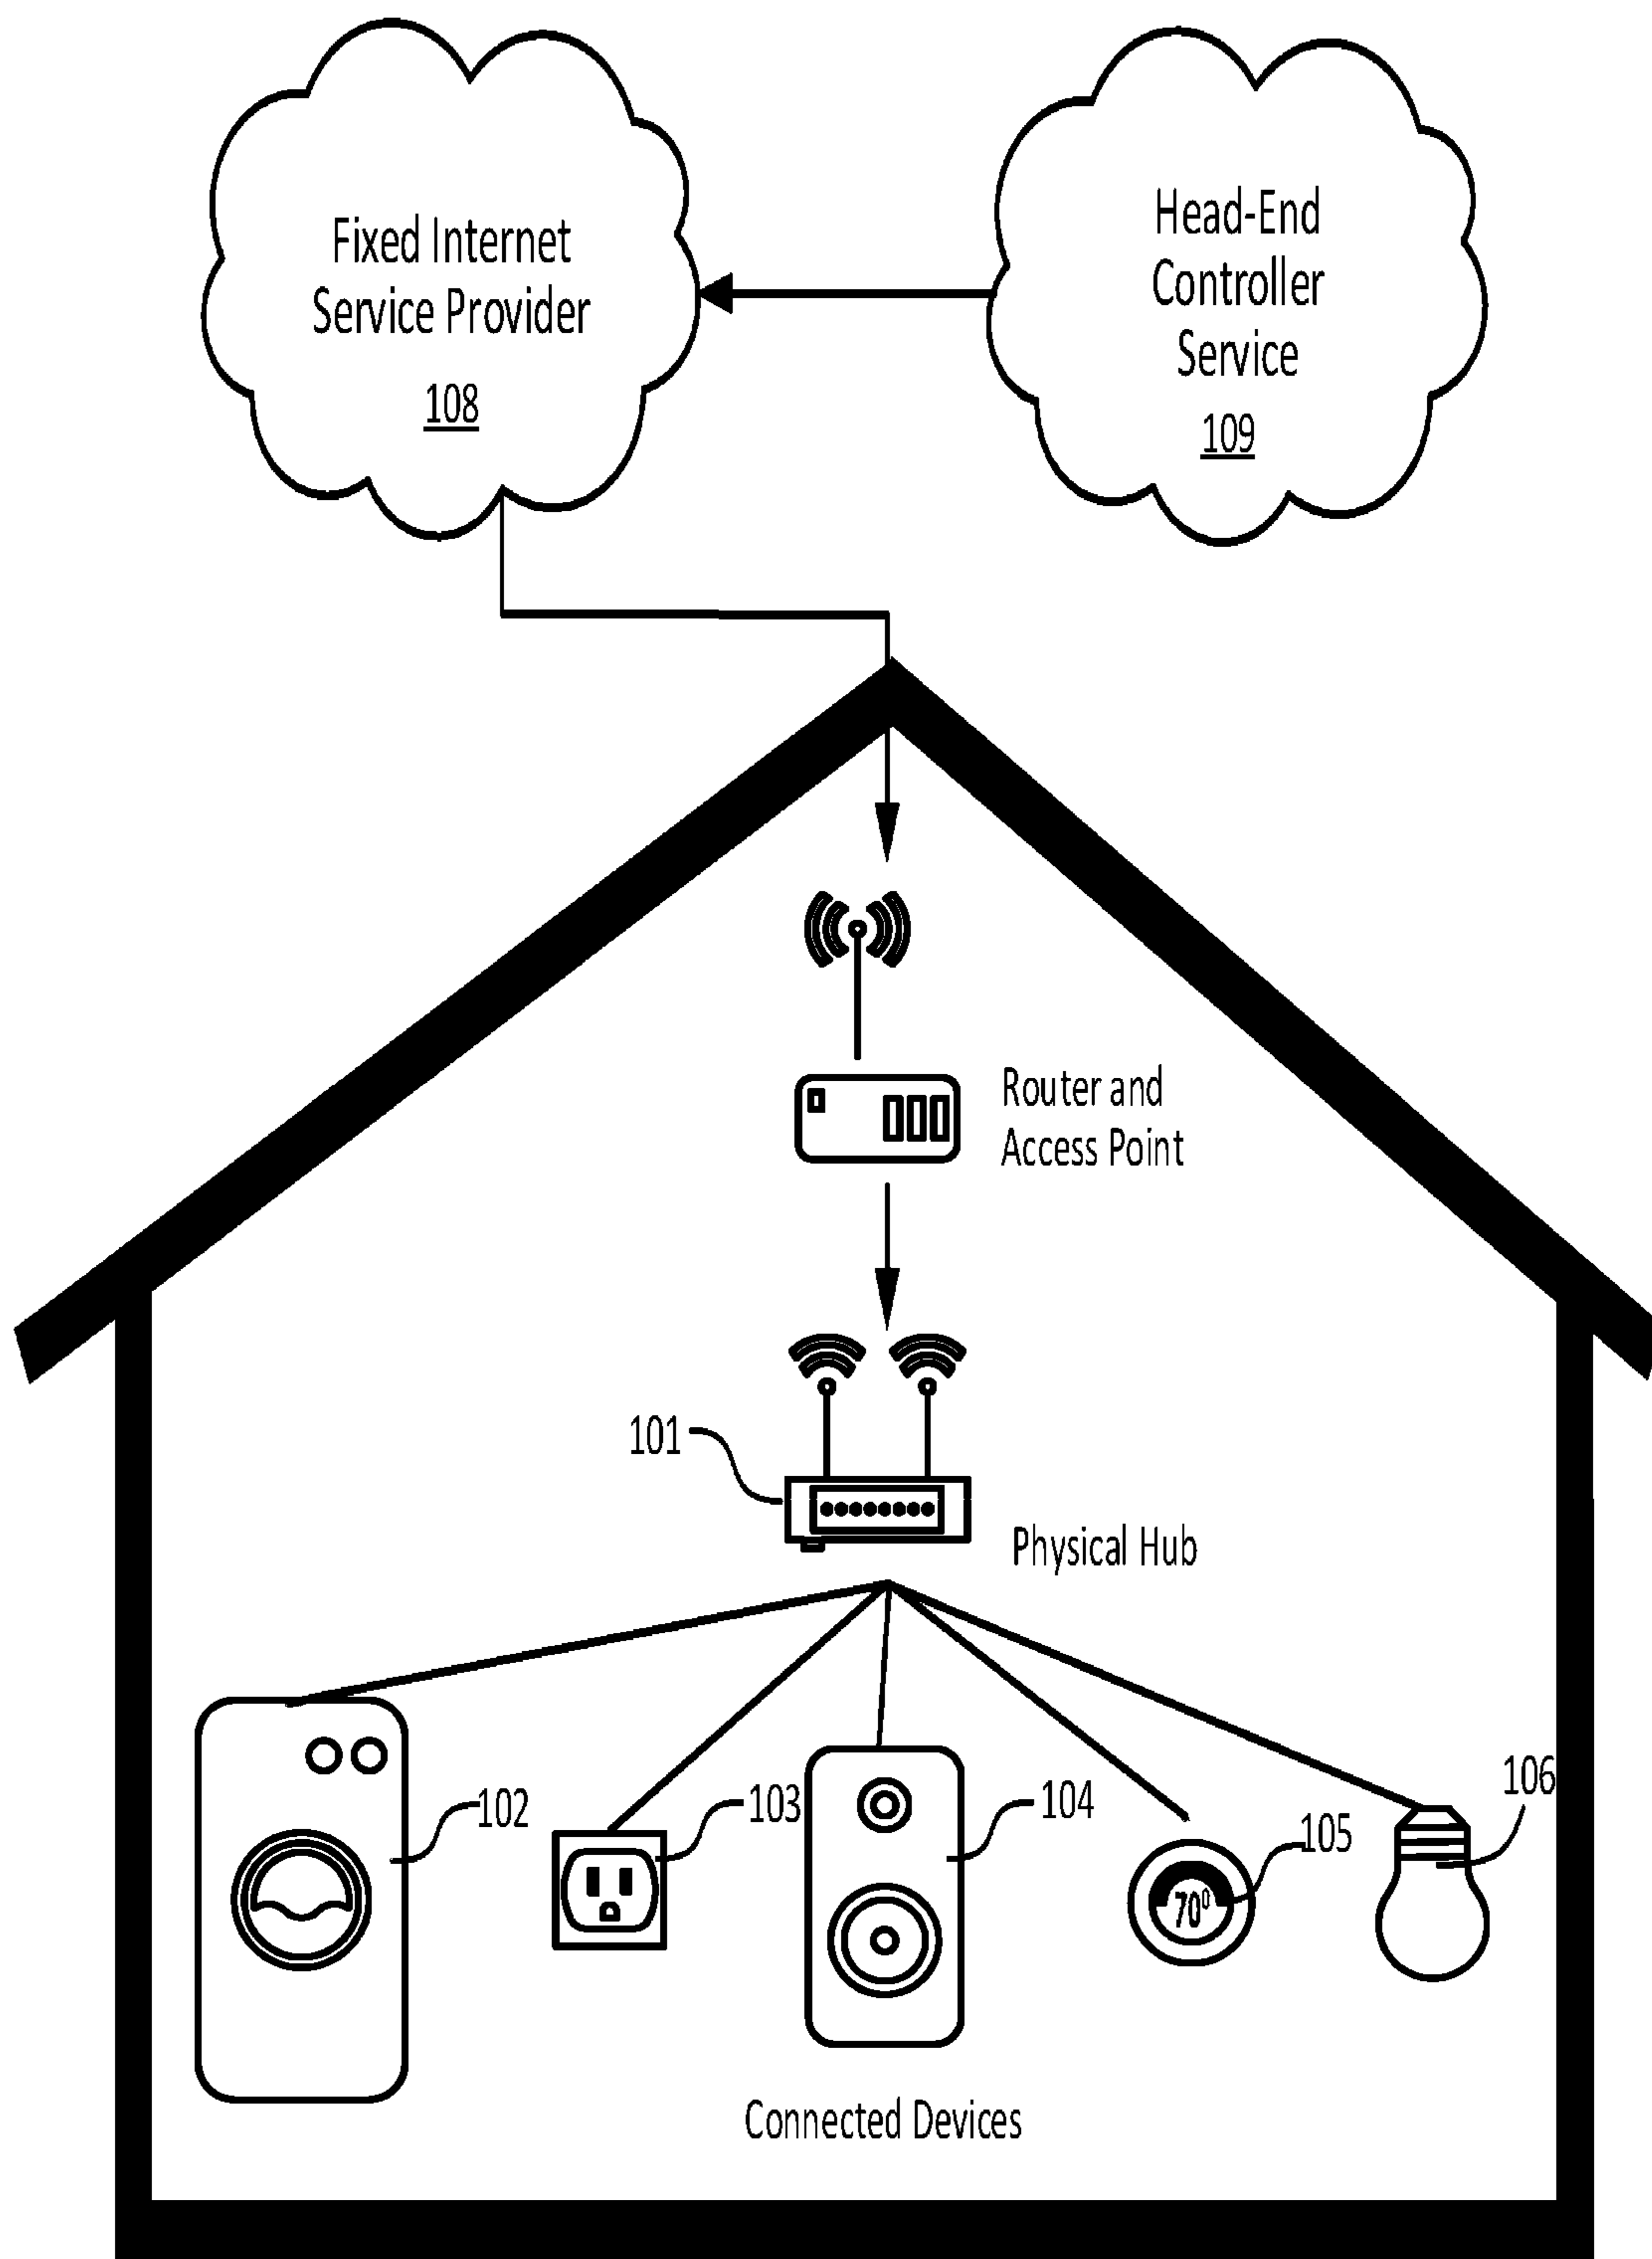 Fixed Internet
Service Provider
108
Head-End
Controller
Service
109
Router and
Access Point
101
Physical Hub
102
103
104
105
106
70⁰
Connected Devices